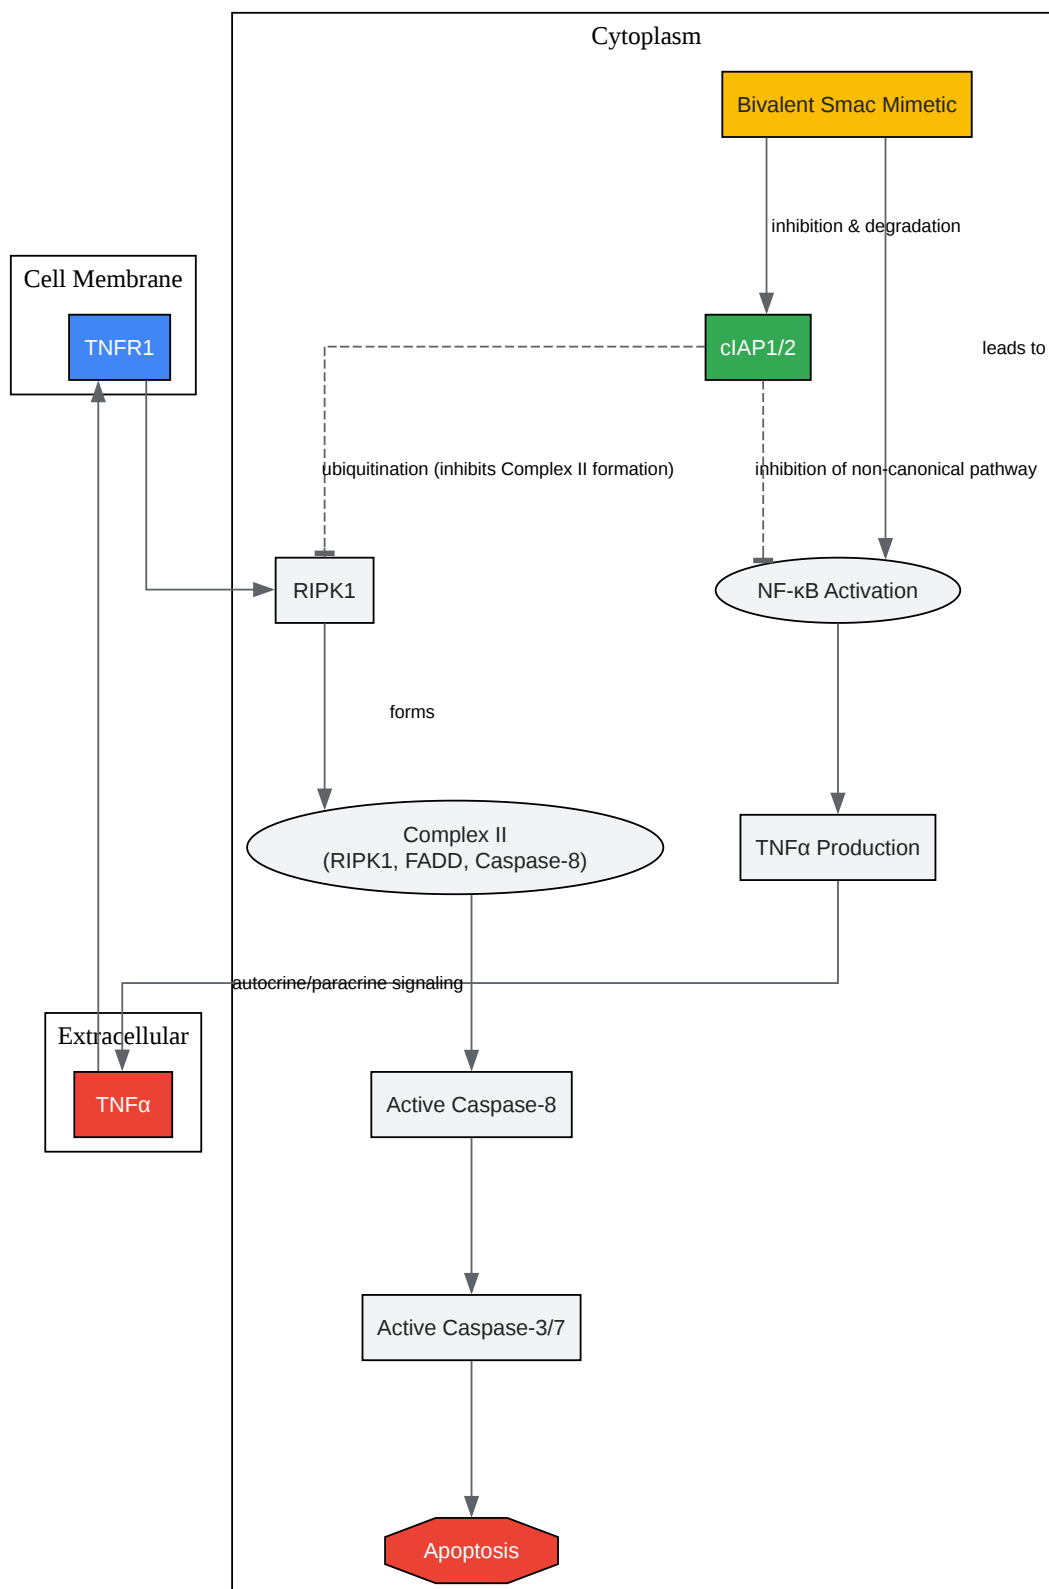 Cytoplasm
Bivalent Smac Mimetic
inhibition & degradation
Cell Membrane
TNFR1
cIAP1/2
leads to
ubiquitination (inhibits Complex II formation)
inhibition of non-canonical pathway
RIPK1
NF-κB Activation
forms
Complex II
(RIPK1, FADD, Caspase-8)
TNFα Production
autocrine/paracrine signaling
Extracellular
TNFα
Active Caspase-8
Active Caspase-3/7
Apoptosis